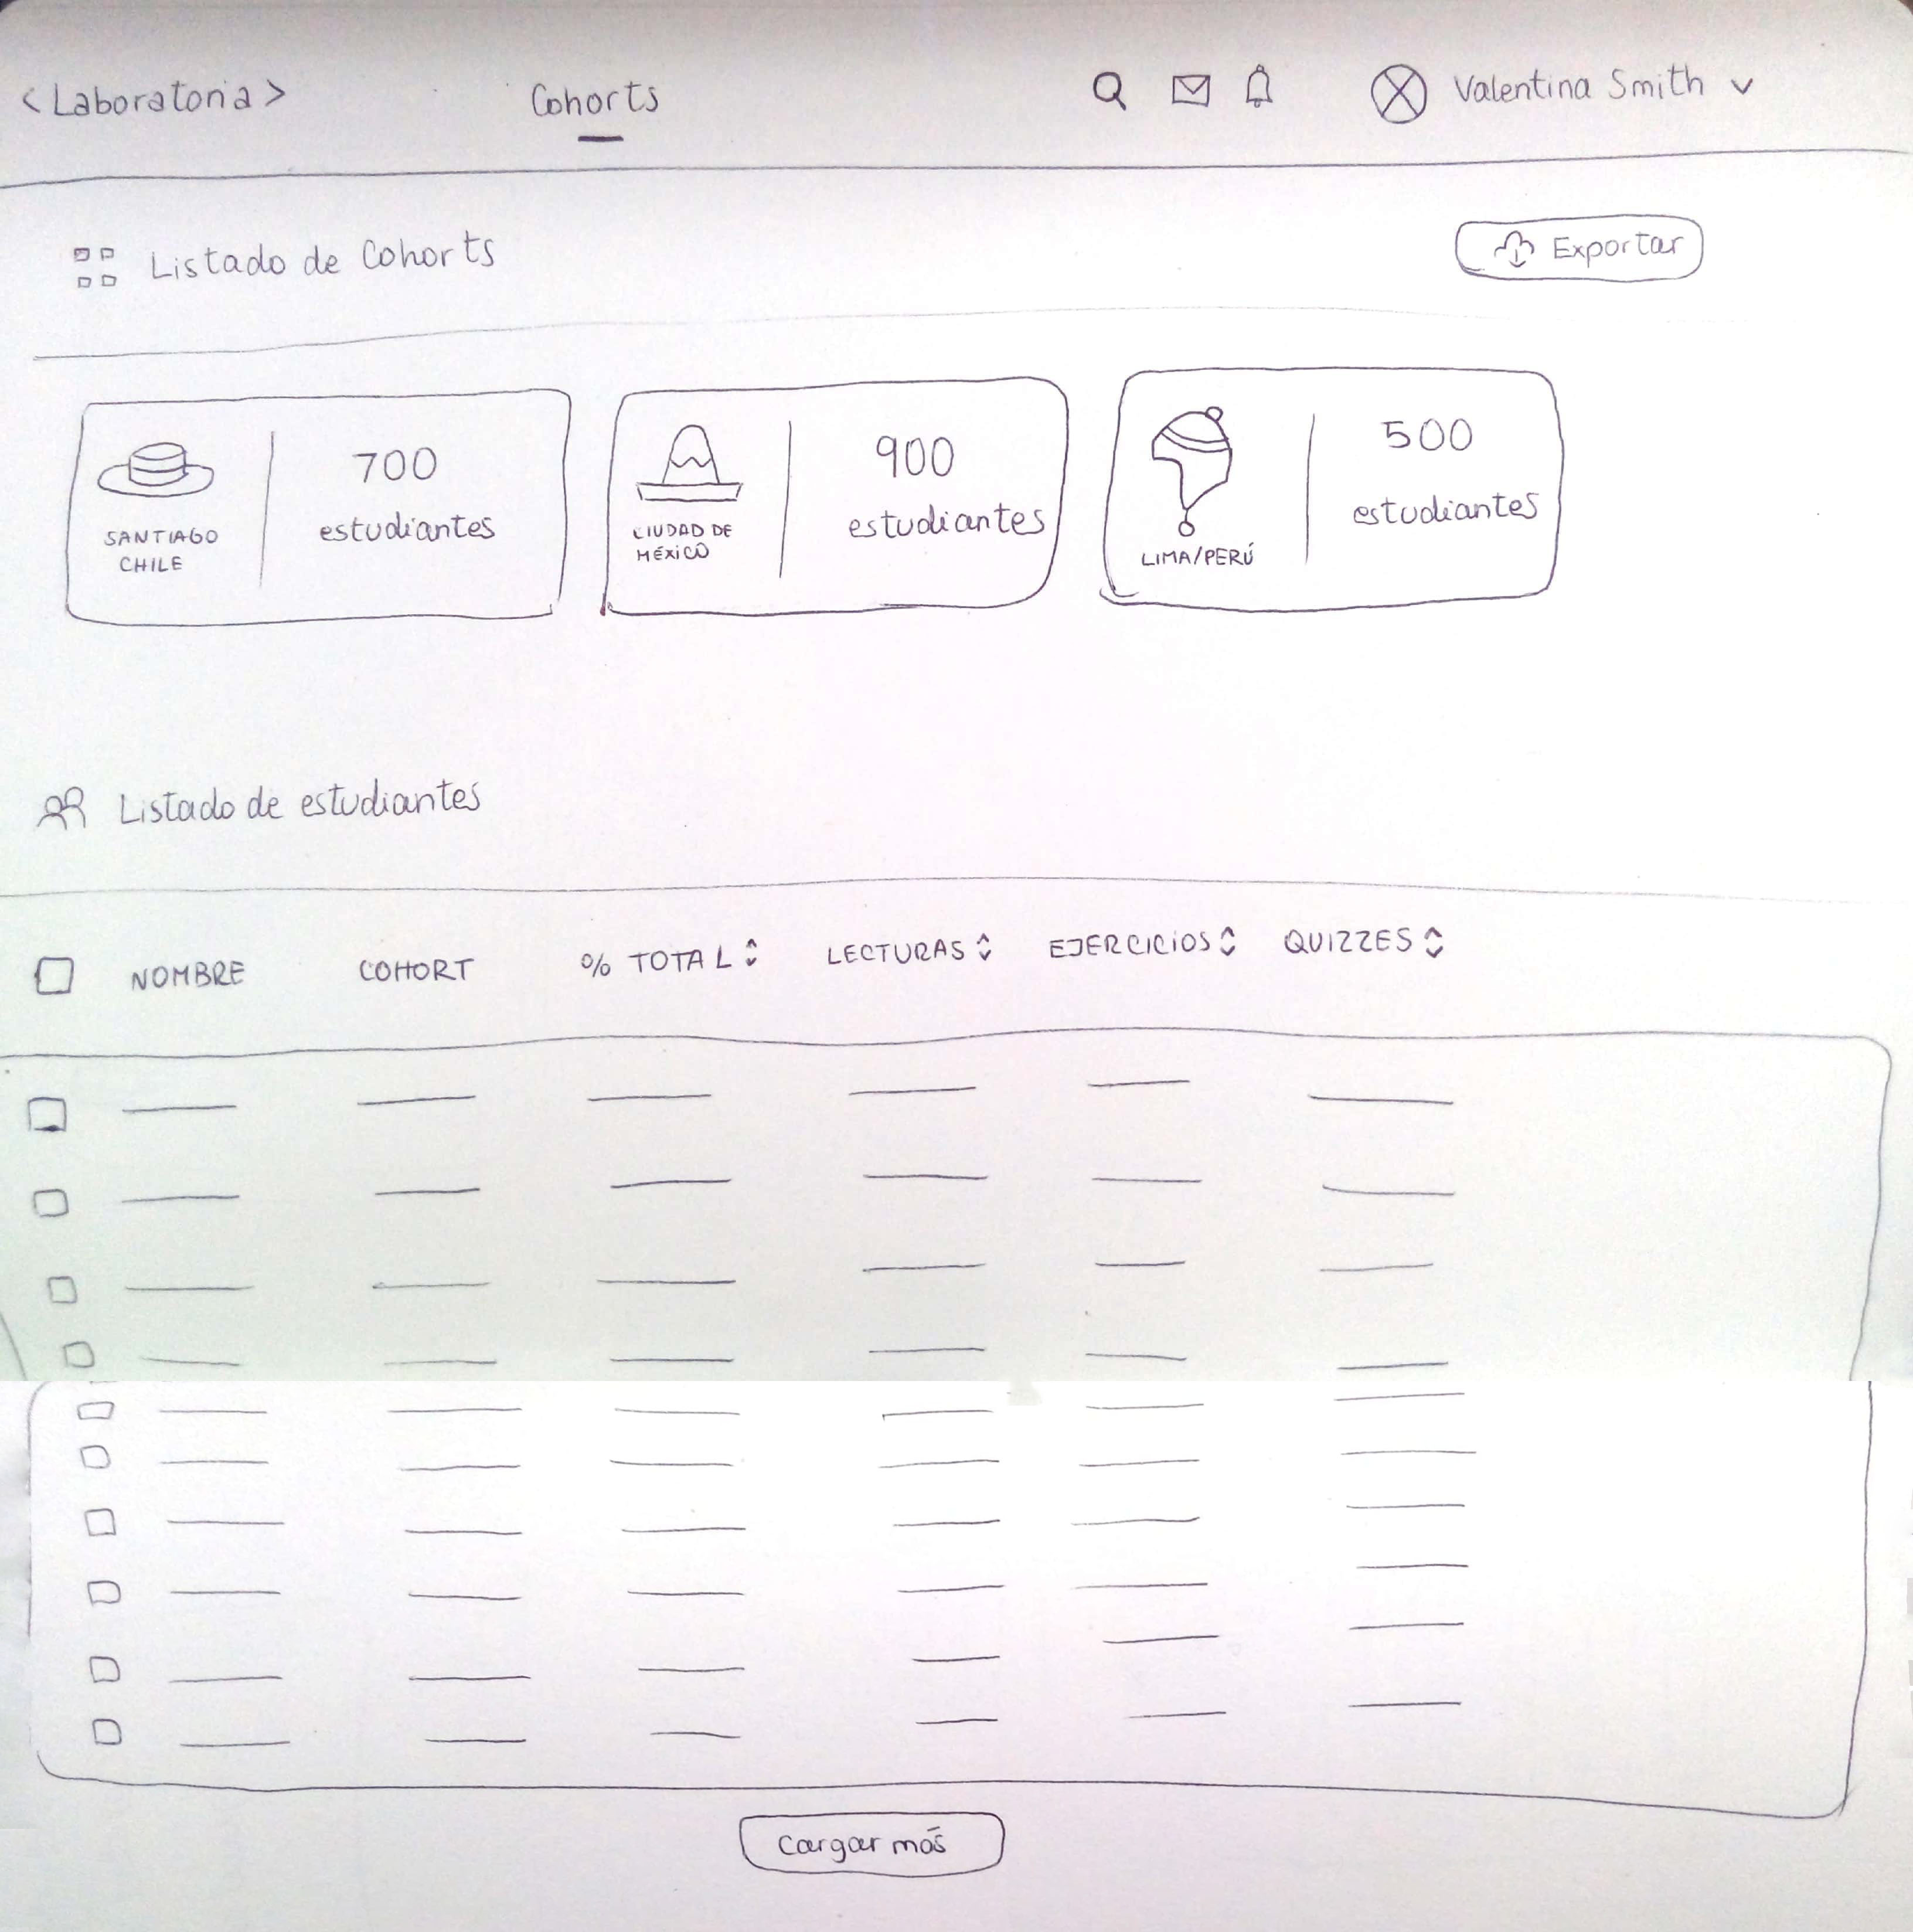 <Laboratoria>
Cohorts
Valentina Smith
Listado de Cohorts
Exportar
SANTIAGO
CHILE
700
estudiantes
CIUDAD DE
MÉXICO
900
estudiantes
LIMA/PERÚ
500
estudiantes
Listado de estudiantes
NOMBRE COHORT % TOTAL LECTURAS EJERCICIOS QUIZZES
Cargar más